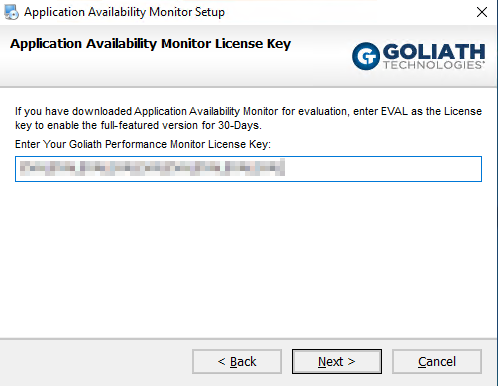 Application Availability Monitor Setup
Application Availability Monitor License Key
GOLIATH
TECHNOLOGIES
If you have downloaded Application Availability Monitor for evaluation, enter EVAL as the License
key to enable the full-featured version for 30-Days.
Enter Your Goliath Performance Monitor License Key:
< Back
Next >
Cancel